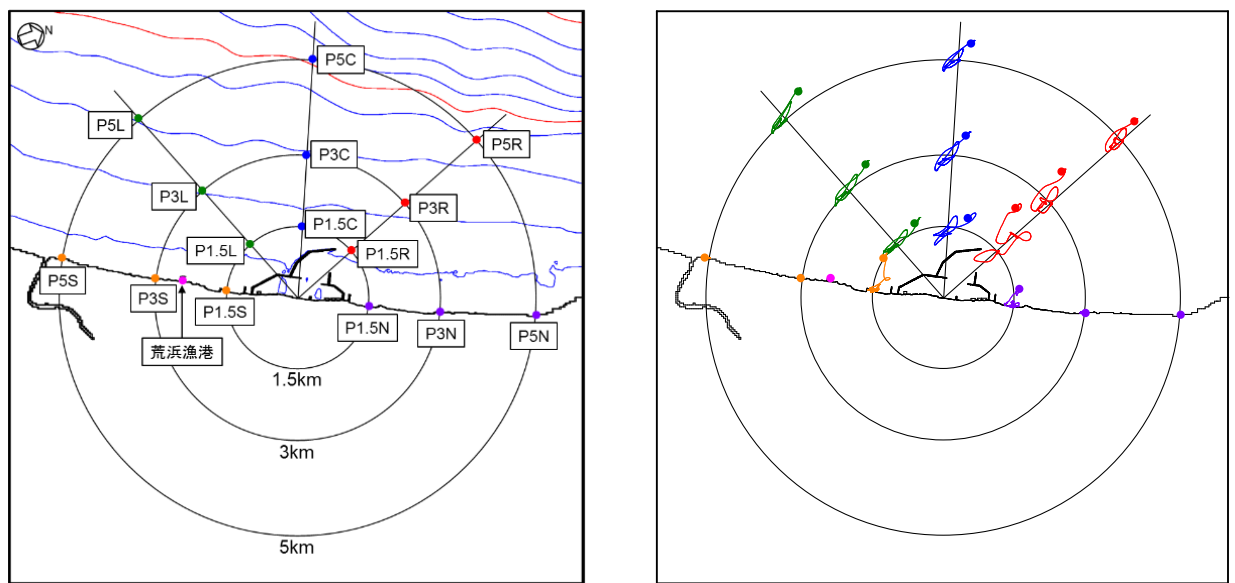 N
P5C
P5L
P5R
P3C
P3L
P3R
P1.5C
P1.5L
P1.5R
P5S
P3S
P1.5S
P1.5N
P3N
P5N
荒浜漁港
1.5km
3km
5km